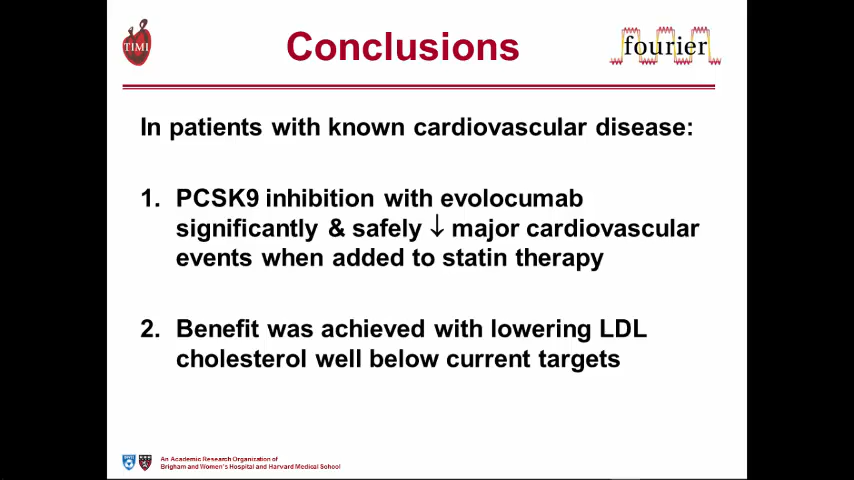 TIMI
Conclusions
fourier
In patients with known cardiovascular disease:
1. PCSK9 inhibition with evolocumab
significantly & safely ↓ major cardiovascular
events when added to statin therapy
2. Benefit was achieved with lowering LDL
cholesterol well below current targets
An Academic Research Organization of
Brigham and Women's Hospital and Harvard Medical School